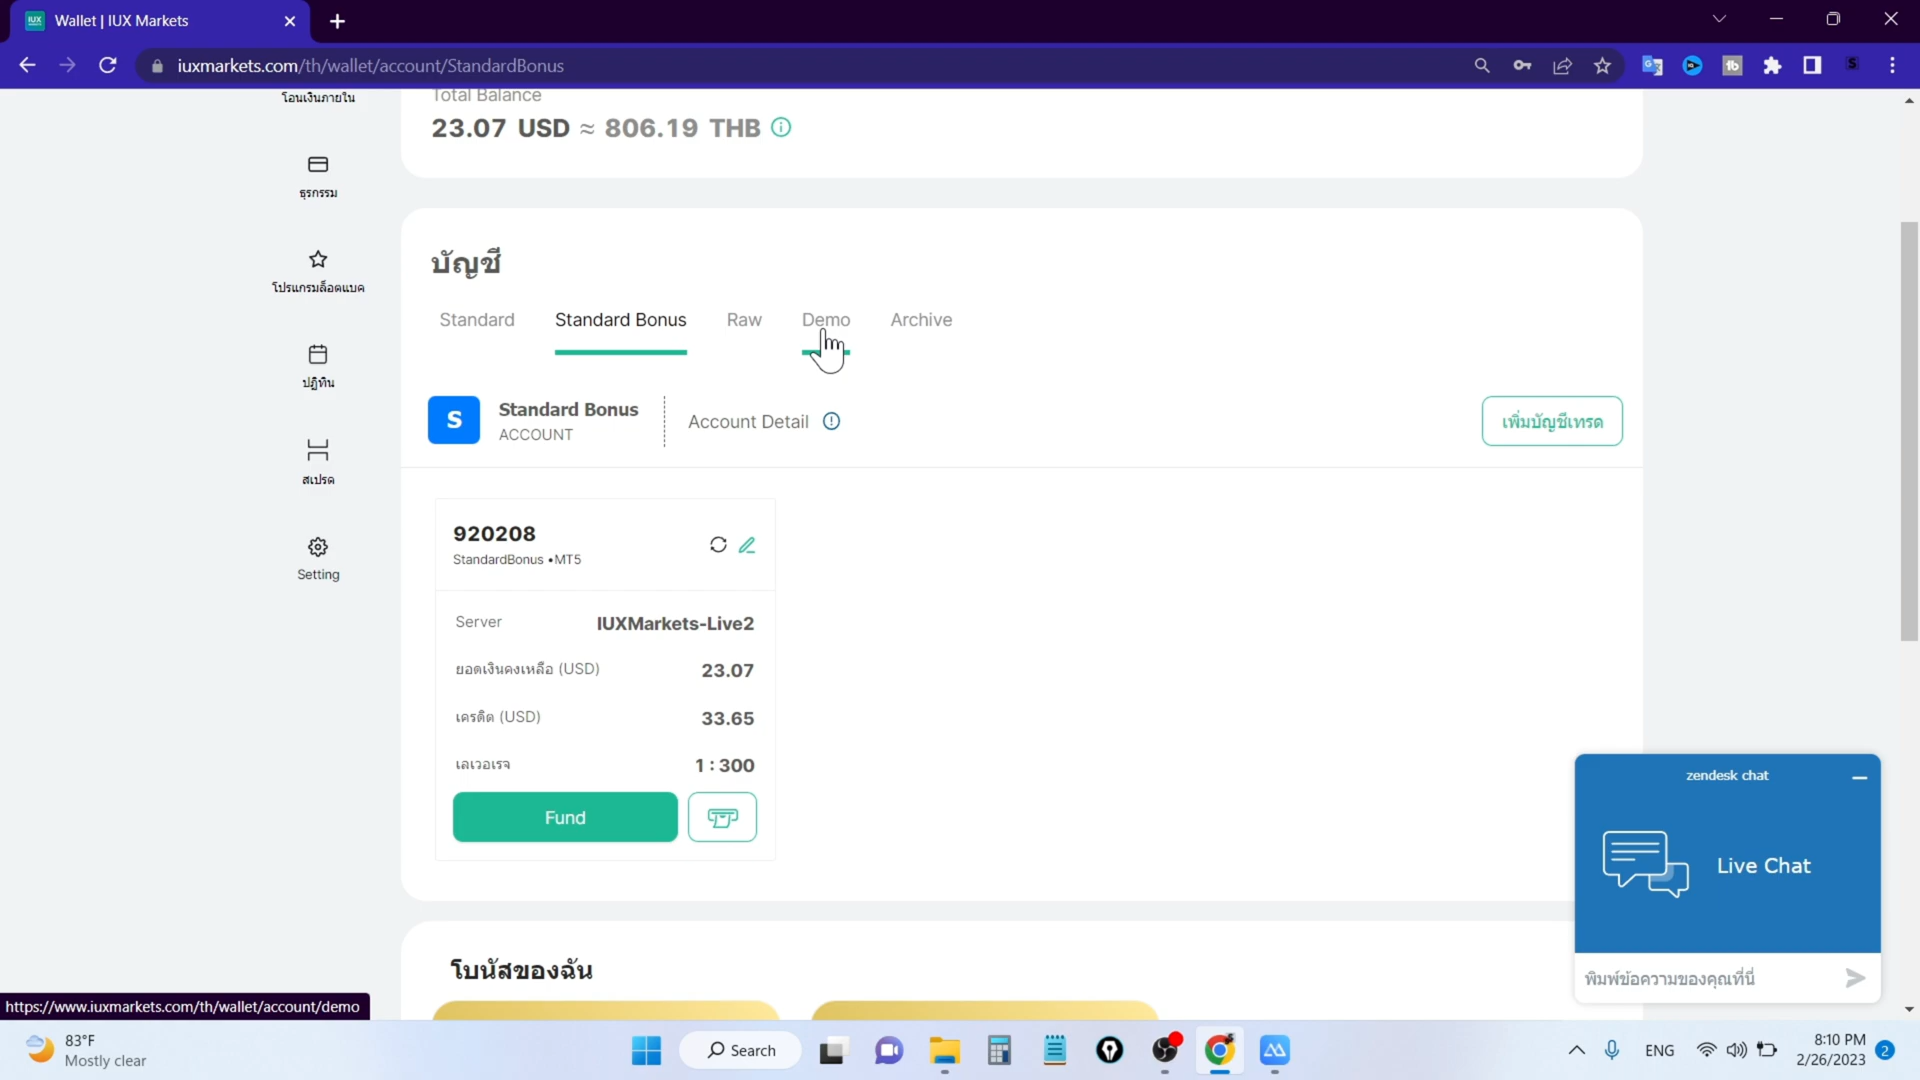 Wallet | IUX Markets
iuxmarkets.com/th/wallet/account/StandardBonus
โอนเงินภายใน
ธุรกรรม
โปรแกรมล็อตแบค
ปฏิทิน
สเปรด
Setting
Total Balance
23.07 USD ≈ 806.19 THB
บัญชี
Standard
Standard Bonus
Raw
Demo
Archive
S
Standard Bonus
ACCOUNT
Account Detail
เพิ่มบัญชีเทรด
920208
StandardBonus •MT5
Server IUXMarkets-Live2
ยอดเงินคงเหลือ (USD) 23.07
เครดิต (USD) 33.65
เลเวอเรจ 1 : 300
Fund
โบนัสของฉัน
zendesk chat
Live Chat
พิมพ์ข้อความของคุณที่นี่
https://www.iuxmarkets.com/th/wallet/account/demo
83°F
Mostly clear
Search
ENG
8:10 PM
2/26/2023
2